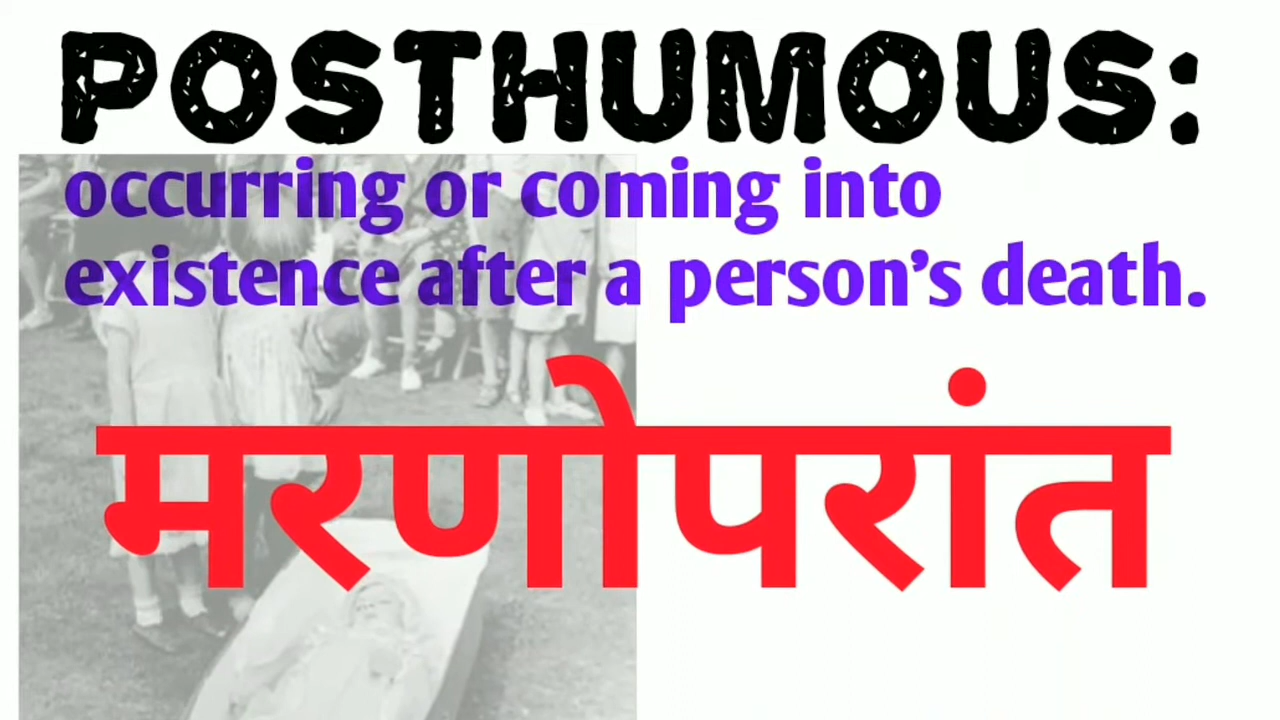 POSTHUMOUS:
occurring or coming into
existence after a person’s death.
मरणोपरांत